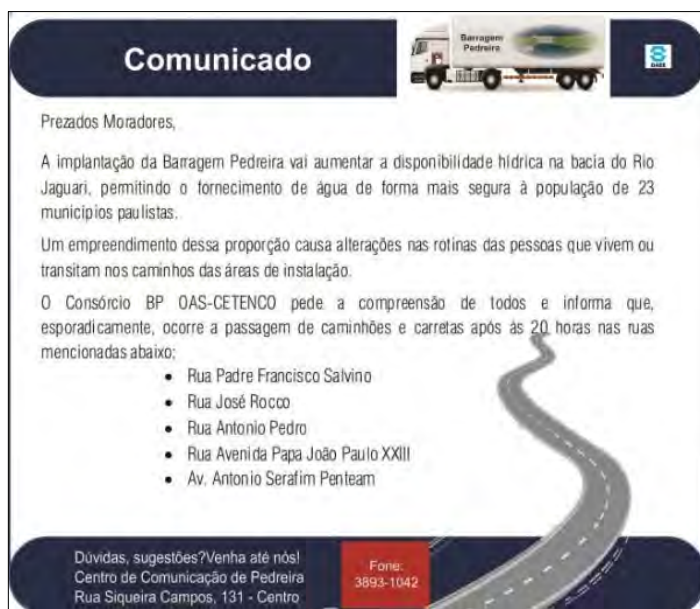 Comunicado
Barragem
Pedreira
DAEE
Prezados Moradores,
A implantação da Barragem Pedreira vai aumentar a disponibilidade hídrica na bacia do Rio
Jaguari, permitindo o fornecimento de água de forma mais segura à população de 23
municípios paulistas.
Um empreendimento dessa proporção causa alterações nas rotinas das pessoas que vivem ou
transitam nos caminhos das áreas de instalação.
O Consórcio BP OAS-CETENCO pede a compreensão de todos e informa que,
esporadicamente, ocorre a passagem de caminhões e carretas após ás 20 horas nas ruas
mencionadas abaixo;
• Rua Padre Francisco Salvino
• Rua José Rocco
• Rua Antonio Pedro
• Rua Avenida Papa João Paulo XXIII
• Av. Antonio Serafim Penteam
Dúvidas, sugestões?Venha até nós!
Centro de Comunicação de Pedreira
Rua Siqueira Campos, 131 - Centro
Fone:
3893-1042